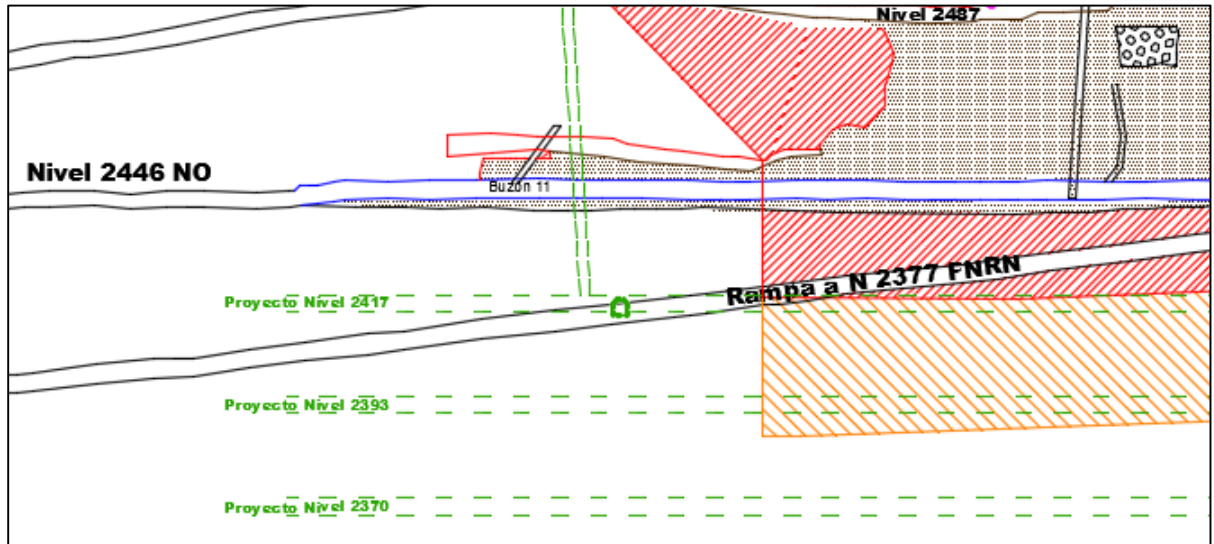 Nivel 2487
Nivel 2446 NO
Buzón 11
Rampa a N 2377 FNRN
Proyecto Nivel 2417
Proyecto Nivel 2393
Proyecto Nivel 2370